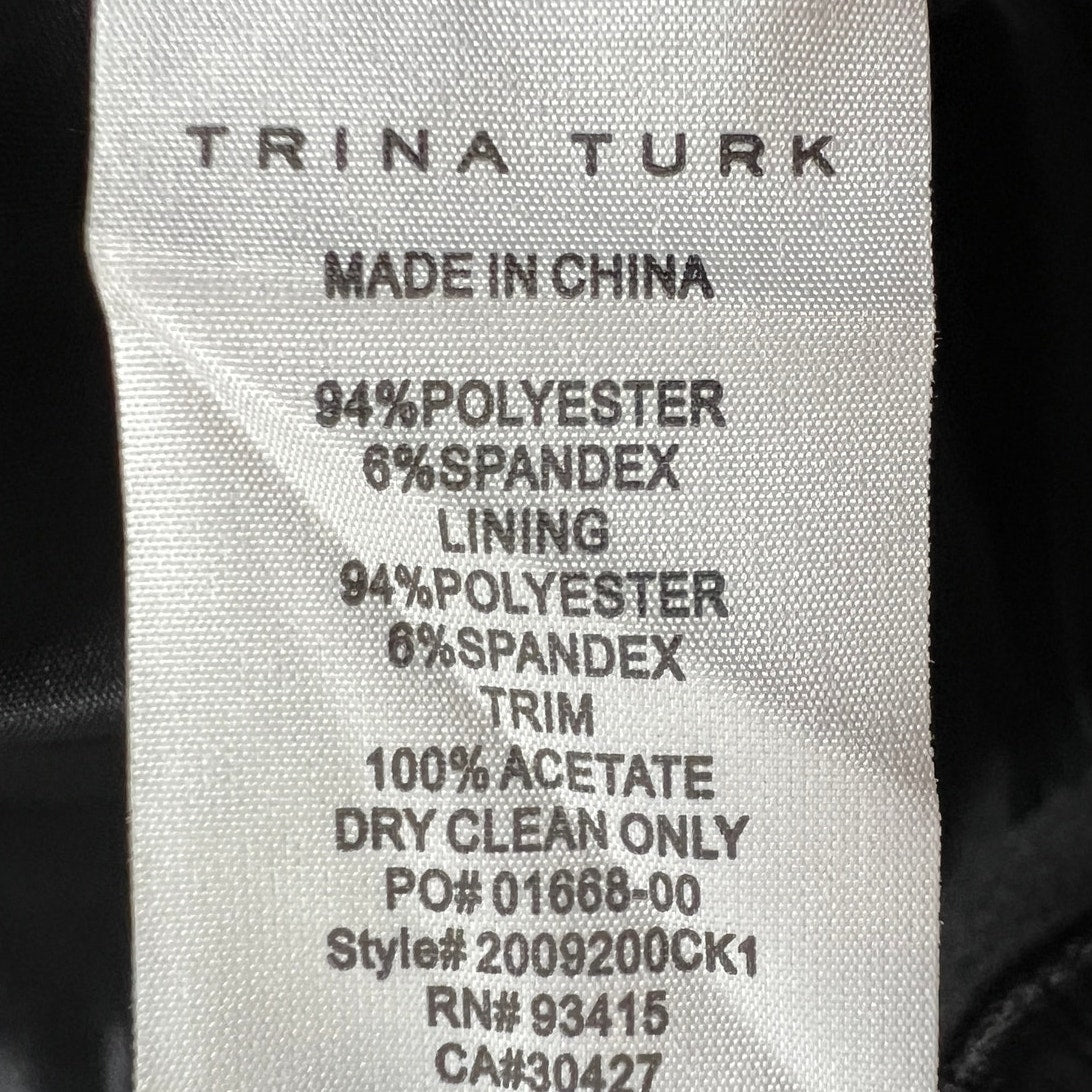 TRINA TURK
MADE IN CHINA
94%POLYESTER
6%SPANDEX
LINING
94%POLYESTER
6%SPANDEX
TRIM
100% ACETATE
DRY CLEAN ONLY
PO# 01668-00
Style# 2009200CK1
RN# 93415
CA#30427